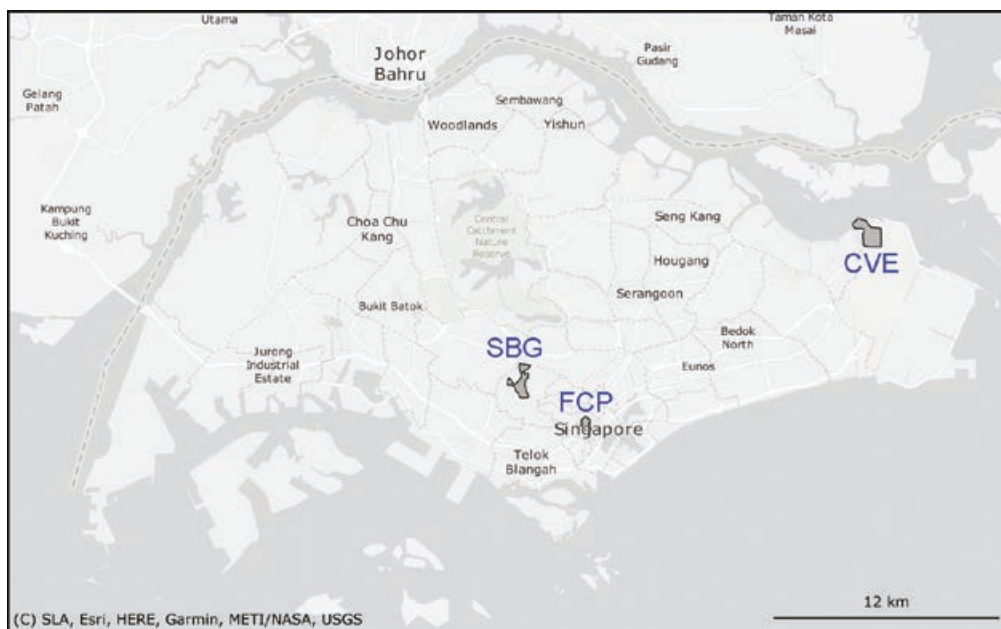 Utama
Taman Kota
Masai
Johor
Bahru
Pasir
Gudang
Gelang
Patah
Sembawang
Woodlands
Yishun
Kampung
Bukit
Kuching
Choa Chu
Kang
Central
Catchment
Nature
Reserve
Seng Kang
CVE
Hougang
Serangoon
Bukit Batok
Bedok
North
SBG
Jurong
Industrial
Estate
Eunos
FCP
Singapore
Telok
Blangah
12 km
(C) SLA, Esri, HERE, Garmin, METI/NASA, USGS